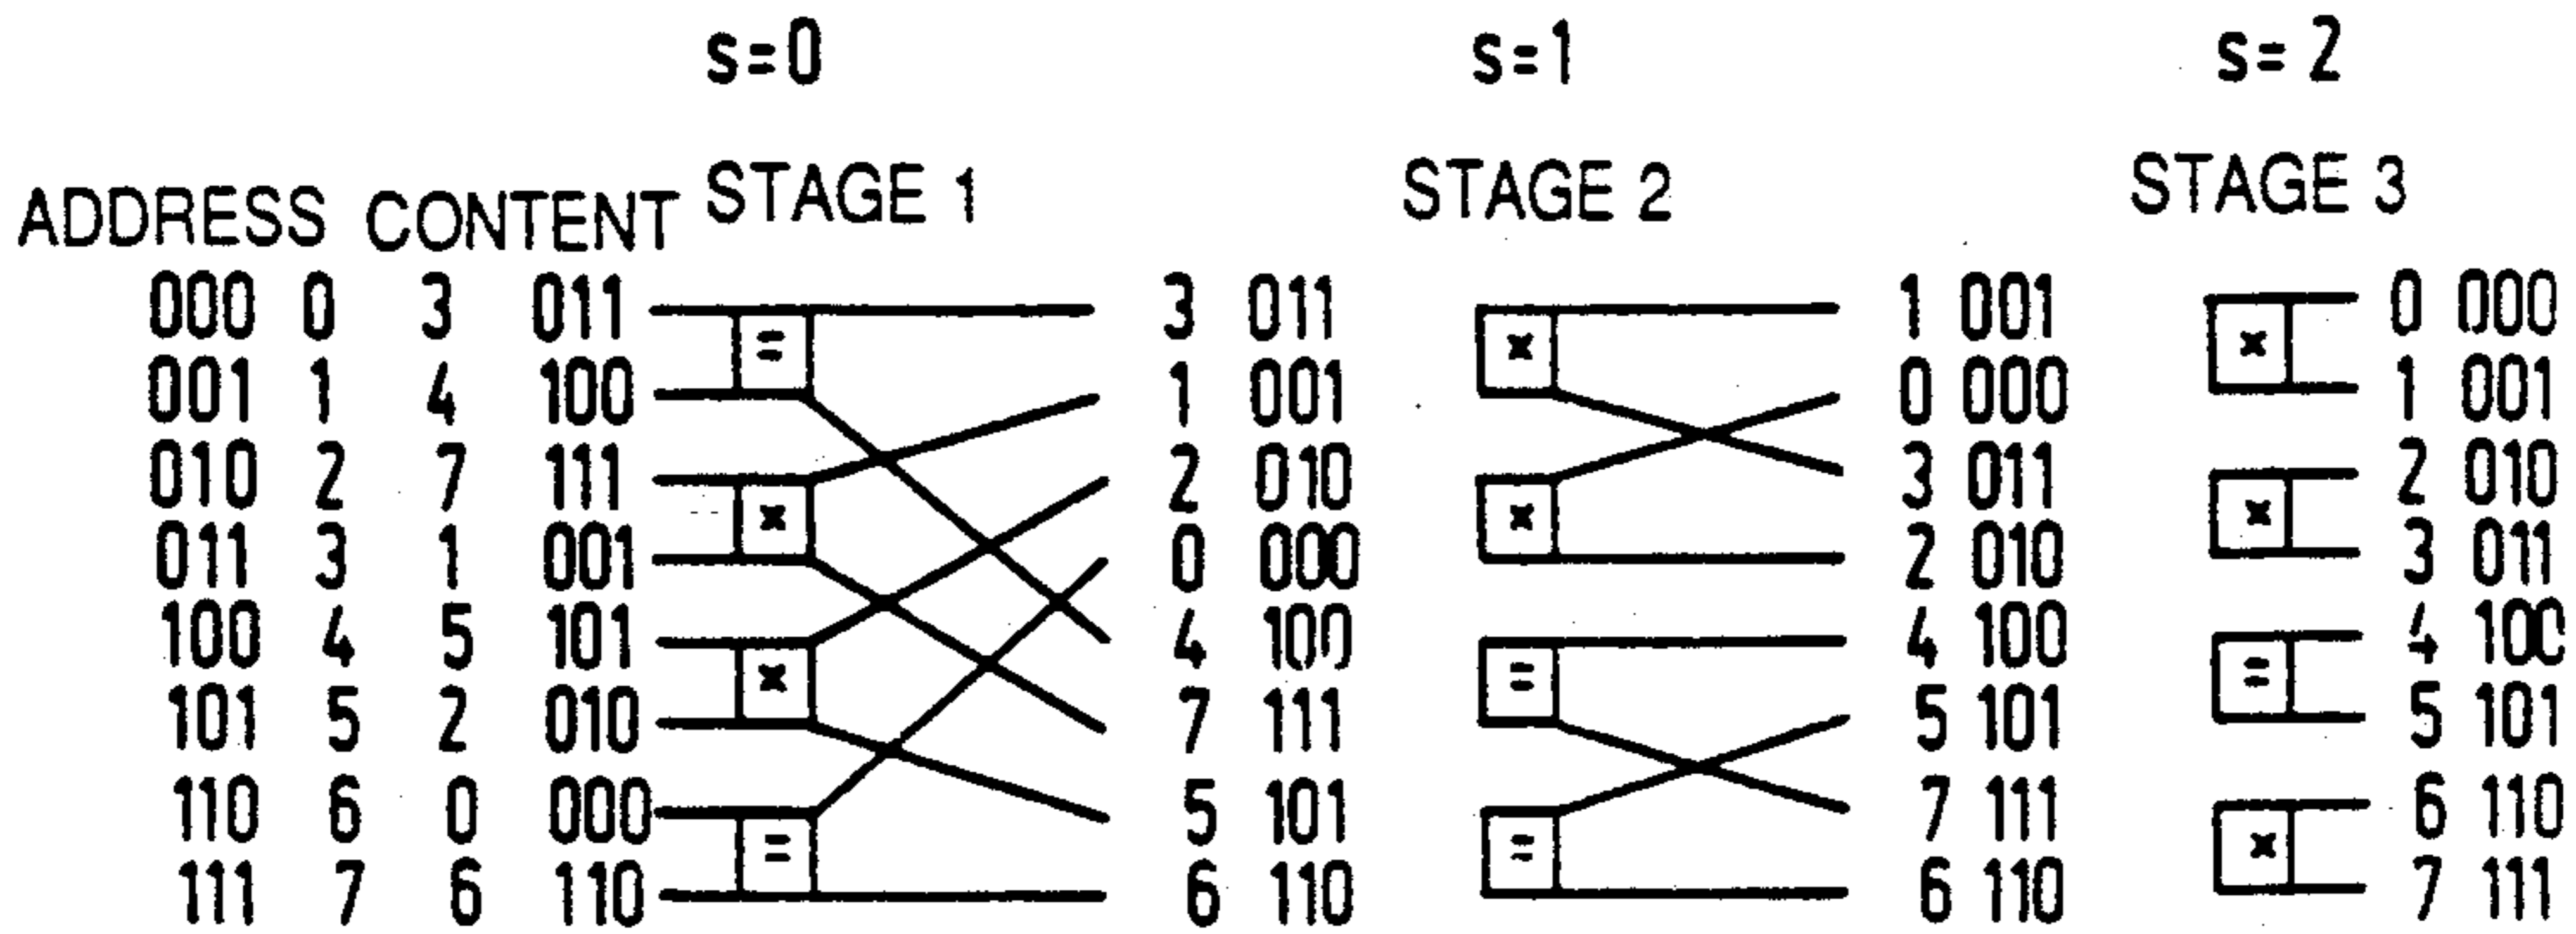 s=0 s=1 s=2
STAGE 1 STAGE 2 STAGE 3
ADDRESS CONTENT
000 0 3 011 = 3 011 × 1 001 × 0 000
001 1 4 100 1 001 0 000 1 001
010 2 7 111 × 2 010 × 3 011 × 2 010
011 3 1 001 0 000 2 010 3 011
100 4 5 101 × 4 100 = 4 100 = 4 100
101 5 2 010 7 111 5 101 5 101
110 6 0 000 = 5 101 = 7 111 × 6 110
111 7 6 110 6 110 6 110 7 111